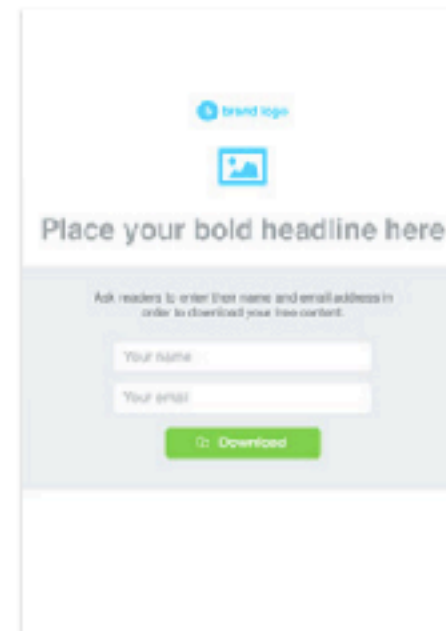 brand logo
Place your bold headline here
Ask readers to enter their name and email address in
order to download your free content.
Your name
Your email
Download